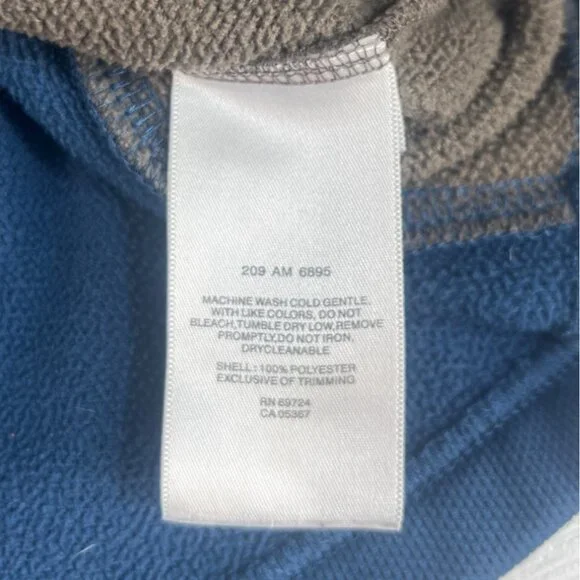 209 AM 6895
MACHINE WASH COLD GENTLE,
WITH LIKE COLORS, DO NOT
BLEACH,TUMBLE DRY LOW,REMOVE
PROMPTLY,DO NOT IRON,
DRYCLEANABLE
SHELL: 100% POLYESTER
EXCLUSIVE OF TRIMMING
RN 69724
CA 05367